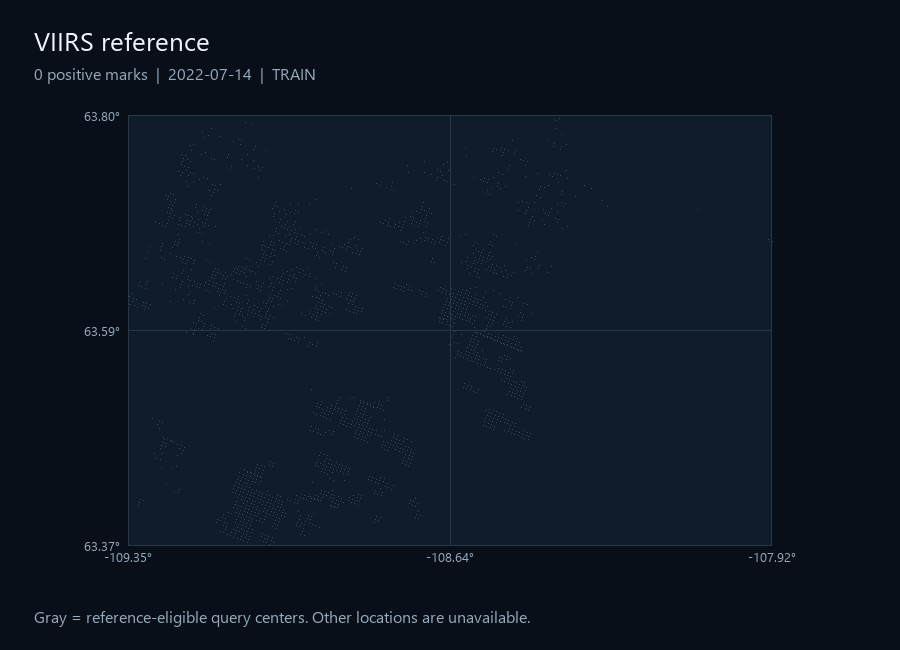 VIIRS reference
0 positive marks | 2022-07-14 | TRAIN
63.80°
63.59°
63.37°
-109.35°
-108.64°
-107.92°
Gray = reference-eligible query centers. Other locations are unavailable.